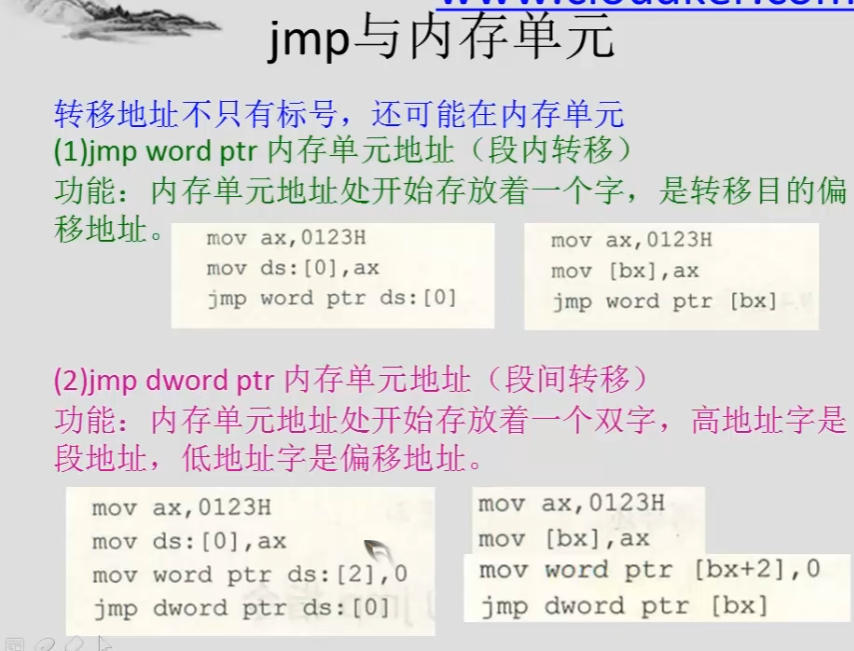 jmp与内存单元
转移地址不只有标号，还可能在内存单元
(1)jmp word ptr 内存单元地址（段内转移）
功能：内存单元地址处开始存放着一个字，是转移目的偏
移地址。
mov ax,0123H
mov ds:[0],ax
jmp word ptr ds:[0]
mov ax,0123H
mov [bx],ax
jmp word ptr [bx]
(2)jmp dword ptr 内存单元地址（段间转移）
功能：内存单元地址处开始存放着一个双字，高地址字是
段地址，低地址字是偏移地址。
mov ax,0123H
mov ds:[0],ax
mov word ptr ds:[2],0
jmp dword ptr ds:[0]
mov ax,0123H
mov [bx],ax
mov word ptr [bx+2],0
jmp dword ptr [bx]